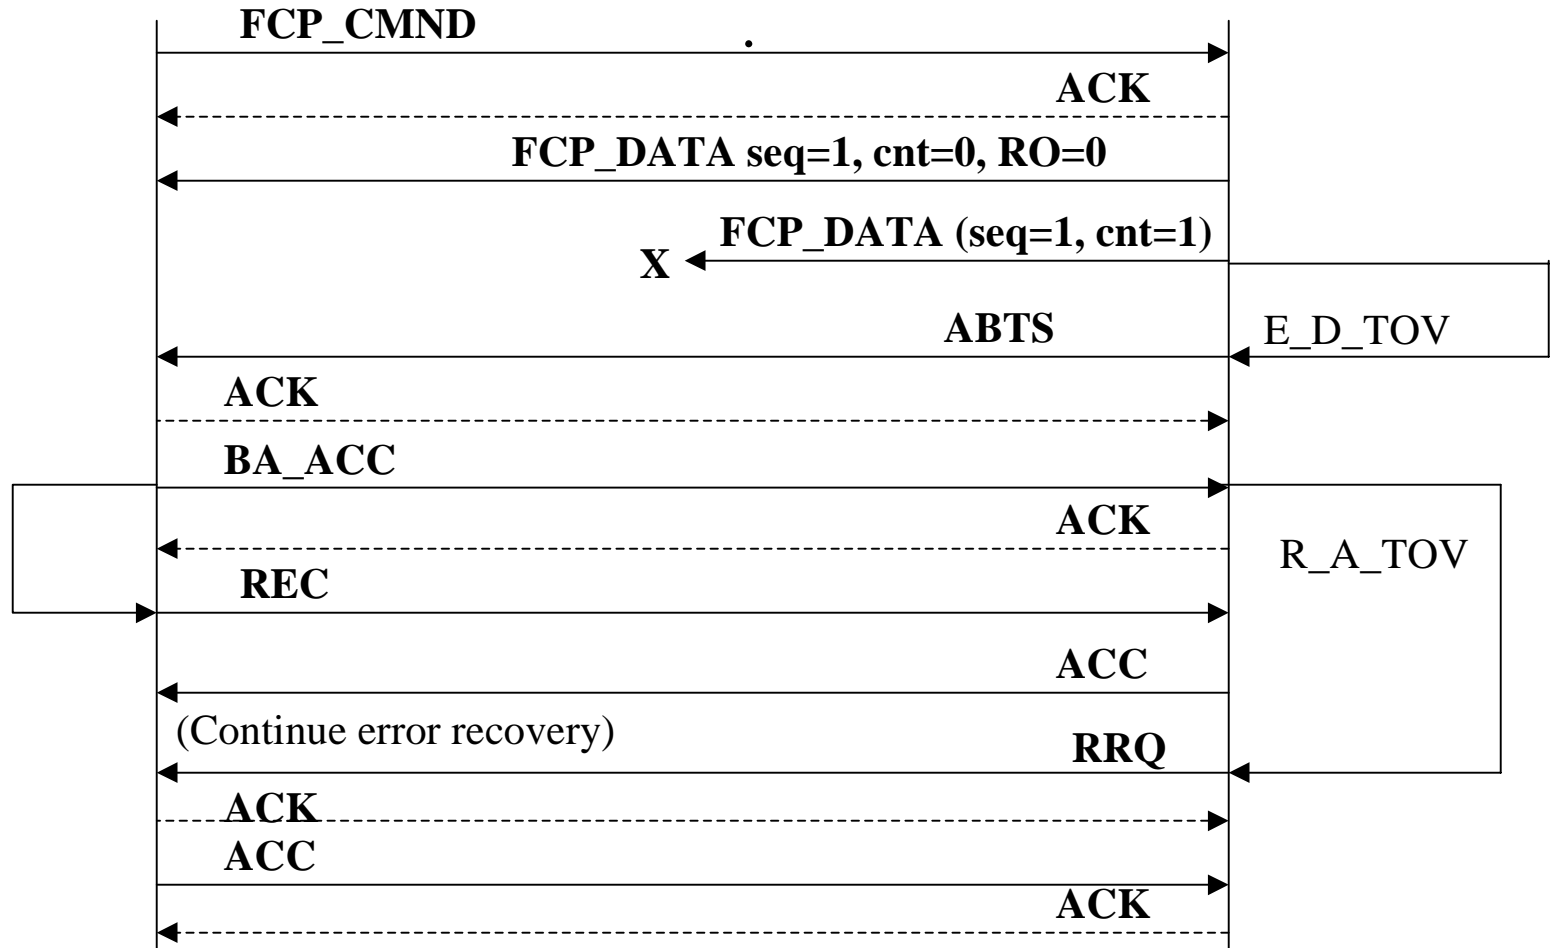 FCP_CMND
.
ACK
FCP_DATA seq=1, cnt=0, RO=0
FCP_DATA (seq=1, cnt=1)
X
ABTS
E_D_TOV
ACK
BA_ACC
ACK
R_A_TOV
REC
ACC
(Continue error recovery)
RRQ
ACK
ACC
ACK